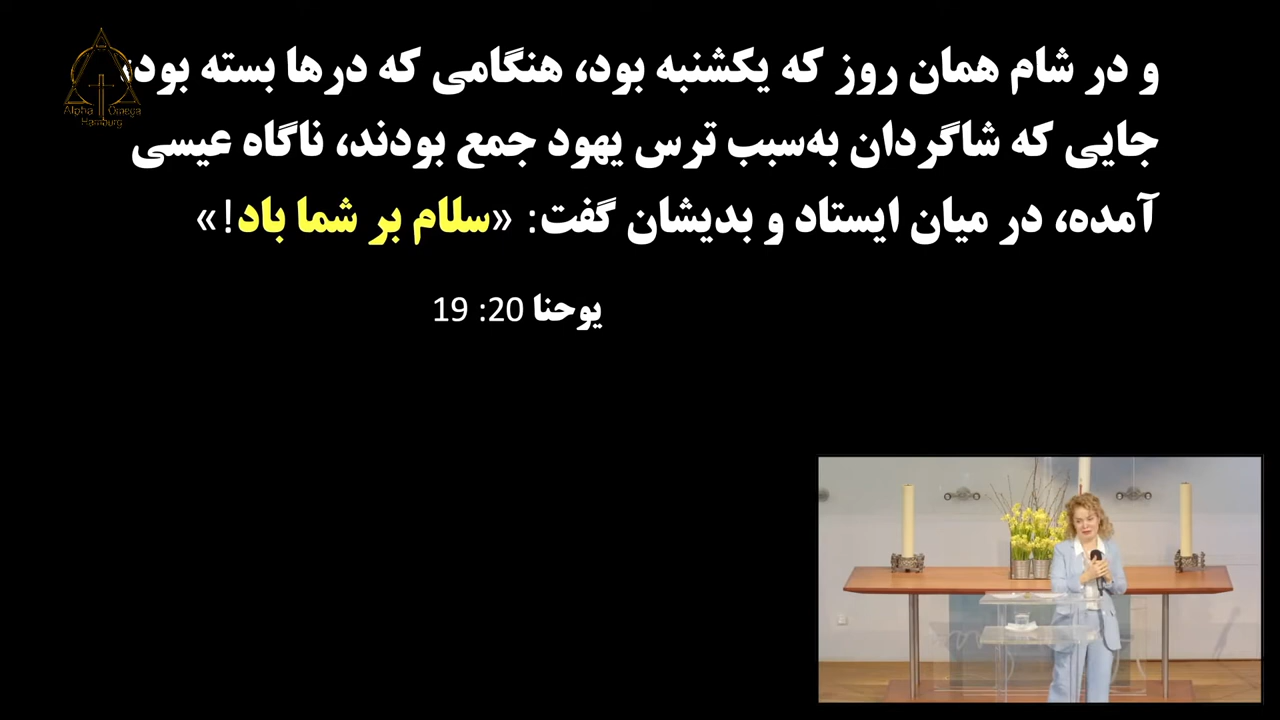 و در شام همان روز که یکشنبه بود، هنگامی که درها بسته بود،
جایی که شاگردان به‌سبب ترس یهود جمع بودند، ناگاه عیسی
آمده، در میان ایستاد و بدیشان گفت: «سلام بر شما باد!»
یوحنا 20: 19
Alpha Omega
Hamburg